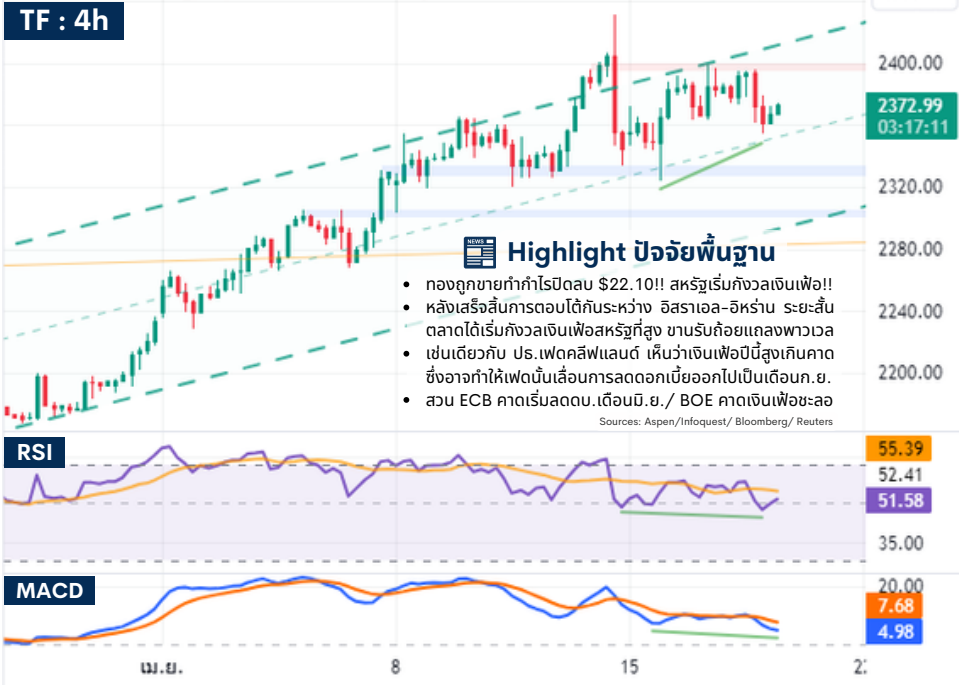 TF : 4h
2400.00
2372.99
03:17:11
2320.00
2280.00
2240.00
2200.00
NEWS
Highlight ปัจจัยพื้นฐาน
• ทองถูกขายทำกำไรปิดลบ $22.10!! สหรัฐเริ่มกังวลเงินเฟ้อ!!
• หลังเสร็จสิ้นการตอบโต้กันระหว่าง อิสราเอล-อิหร่าน ระยะสั้น
ตลาดได้เริ่มกังวลเงินเฟ้อสหรัฐที่สูง ขานรับถ้อยแถลงพาวเวล
• เช่นเดียวกับ ปธ.เฟดคลีฟแลนด์ เห็นว่าเงินเฟ้อปีนี้สูงเกินคาด
ซึ่งอาจทำให้เฟดนั้นเลื่อนการลดดอกเบี้ยออกไปเป็นเดือนก.ย.
• สวน ECB คาดเริ่มลดดบ.เดือนมิ.ย./ BOE คาดเงินเฟ้อชะลอ
Sources: Aspen/Infoquest/ Bloomberg/ Reuters
RSI
55.39
52.41
51.58
35.00
MACD
20.00
7.68
4.98
เม.ย.
8
15